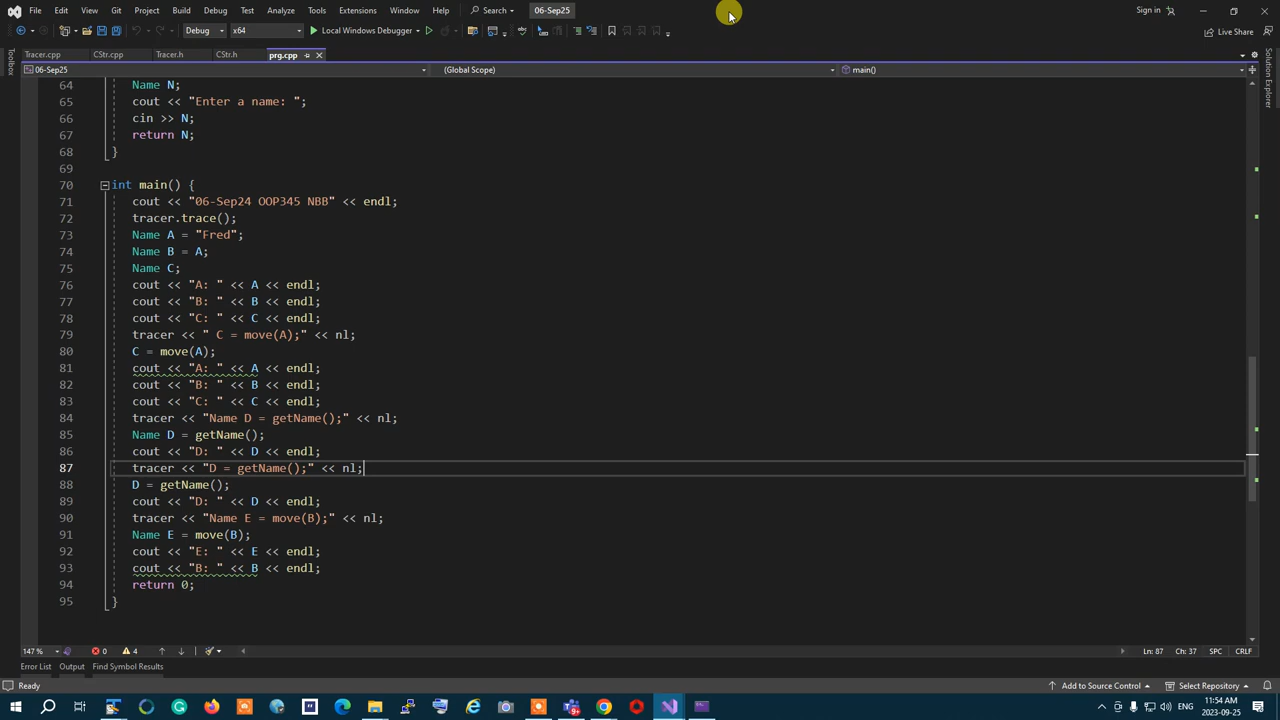 File Edit View Git Project Build Debug Test Analyze Tools Extensions Window Help Search 06-Sep25 Sign in
Debug x64 Local Windows Debugger Live Share
Tracer.cpp CStr.cpp Tracer.h CStr.h prg.cpp
06-Sep25 (Global Scope) main()
64 Name N;
65 cout << "Enter a name: ";
66 cin >> N;
67 return N;
68 }
69
70 int main() {
71 cout << "06-Sep24 OOP345 NBB" << endl;
72 tracer.trace();
73 Name A = "Fred";
74 Name B = A;
75 Name C;
76 cout << "A: " << A << endl;
77 cout << "B: " << B << endl;
78 cout << "C: " << C << endl;
79 tracer << " C = move(A);" << nl;
80 C = move(A);
81 cout << "A: " << A << endl;
82 cout << "B: " << B << endl;
83 cout << "C: " << C << endl;
84 tracer << "Name D = getName();" << nl;
85 Name D = getName();
86 cout << "D: " << D << endl;
87 tracer << "D = getName();" << nl;
88 D = getName();
89 cout << "D: " << D << endl;
90 tracer << "Name E = move(B);" << nl;
91 Name E = move(B);
92 cout << "E: " << E << endl;
93 cout << "B: " << B << endl;
94 return 0;
95 }
Toolbox
Solution Explorer
147 % 0 4 Ln: 87 Ch: 37 SPC CRLF
Error List Output Find Symbol Results
Ready Add to Source Control Select Repository
ENG 11:54 AM
2023-09-25